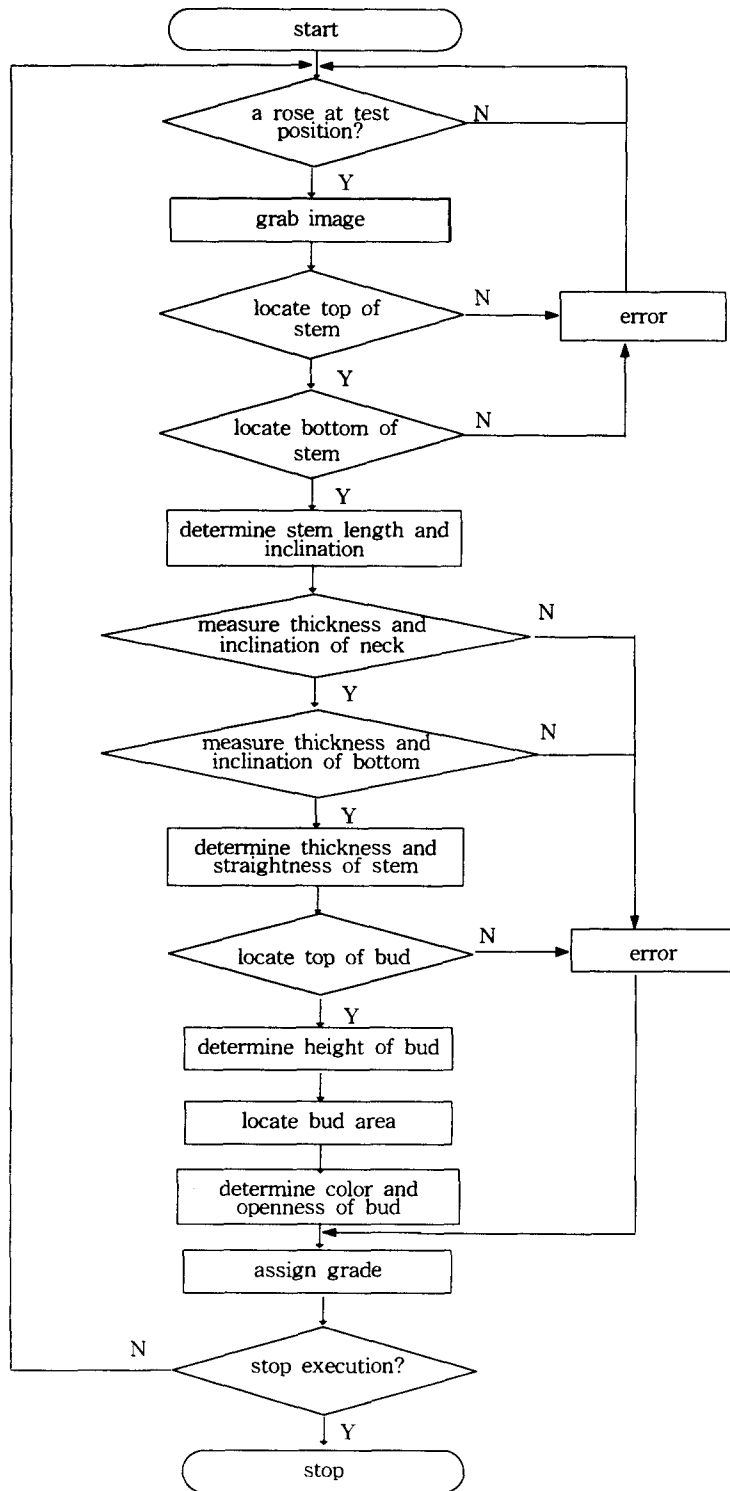 start
a rose at test
position?
N
Y
grab image
locate top of
stem
N
error
Y
locate bottom of
stem
N
Y
determine stem length and
inclination
measure thickness and
inclination of neck
N
Y
measure thickness and
inclination of bottom
N
Y
determine thickness and
straightness of stem
locate top of bud
N
error
Y
determine height of bud
locate bud area
determine color and
openness of bud
assign grade
N
stop execution?
Y
stop